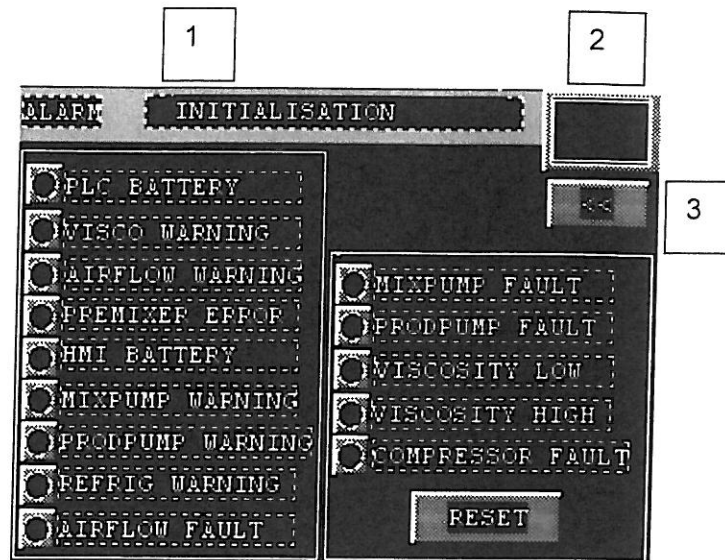 1
2
ALARM INITIALISATION
<<
3
PLC BATTERY
VISCO WARNING
AIRFLOW WARNING
PREMIXER ERROR
HMI BATTERY
MIXPUMP WARNING
PRODPUMP WARNING
REFRIG WARNING
AIRFLOW FAULT
MIXPUMP FAULT
PRODPUMP FAULT
VISCOSITY LOW
VISCOSITY HIGH
COMPRESSOR FAULT
RESET